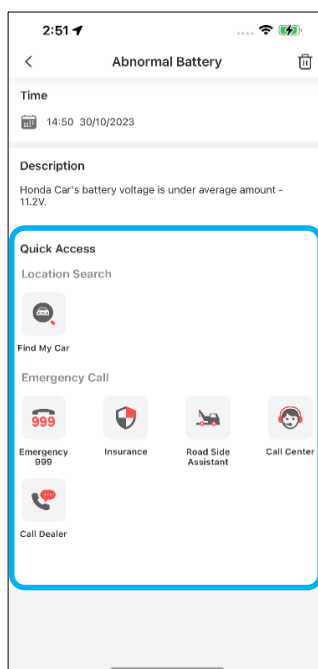 2:51
Abnormal Battery
Time
14:50 30/10/2023
Description
Honda Car's battery voltage is under average amount -
11.2V.
Quick Access
Location Search
Find My Car
Emergency Call
999
Emergency
999
Insurance
Road Side
Assistant
Call Center
Call Dealer